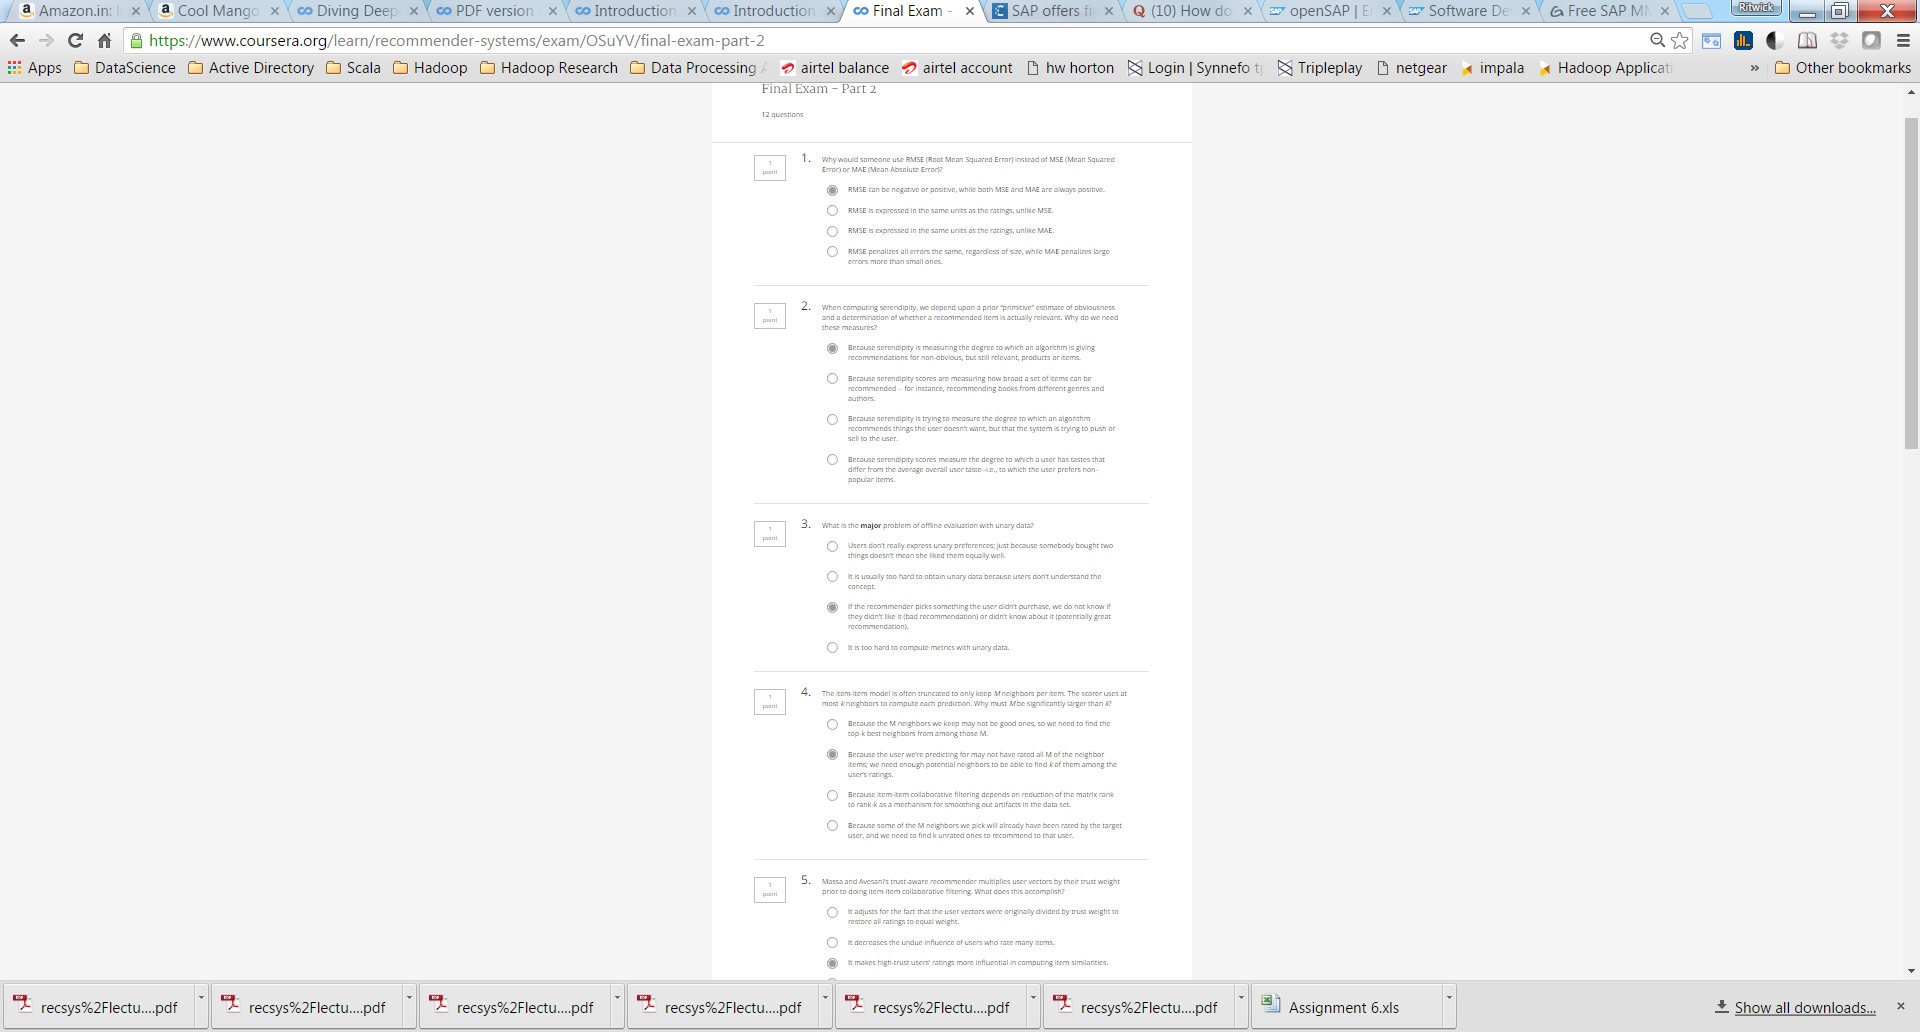 Amazon.in: l
Cool Mango
Diving Deep
PDF version
Introduction
Introduction
Final Exam -
SAP offers fr
(10) How do
openSAP | E
Software De
Free SAP MN
Ritwick
https://www.coursera.org/learn/recommender-systems/exam/OSuYV/final-exam-part-2
Apps DataScience Active Directory Scala Hadoop Hadoop Research Data Processing airtel balance airtel account hw horton Login | Synnefo Tripleplay netgear impala Hadoop Applicati » Other bookmarks
Final Exam - Part 2
12 questions
1 point
1. Why would someone use RMSE (Root Mean Squared Error) instead of MSE (Mean Squared
Error) or MAE (Mean Absolute Error)?
RMSE can be negative or positive, while both MSE and MAE are always positive.
RMSE is expressed in the same units as the ratings, unlike MSE.
RMSE is expressed in the same units as the ratings, unlike MAE.
RMSE penalizes all errors the same, regardless of size, while MAE penalizes large
errors more than small ones.
1 point
2. When computing serendipity, we depend upon a prior "primitive" estimate of obviousness
and a determination of whether a recommended item is actually relevant. Why do we need
these measures?
Because serendipity is measuring the degree to which an algorithm is giving
recommendations for non-obvious, but still relevant, products or items.
Because serendipity scores are measuring how broad a set of items can be
recommended -- for instance, recommending books from different genres and
authors.
Because serendipity is trying to measure the degree to which an algorithm
recommends things the user doesn't want, but that the system is trying to push or
sell to the user.
Because serendipity scores measure the degree to which a user has tastes that
differ from the average overall user taste--i.e., to which the user prefers non-
popular items.
1 point
3. What is the major problem of offline evaluation with unary data?
Users don't really express unary preferences; just because somebody bought two
things doesn't mean she liked them equally well.
It is usually too hard to obtain unary data because users don't understand the
concept.
If the recommender picks something the user didn't purchase, we do not know if
they didn't like it (bad recommendation) or didn't know about it (potentially great
recommendation).
It is too hard to compute metrics with unary data.
1 point
4. The item-item model is often truncated to only keep M neighbors per item. The scorer uses at
most k neighbors to compute each prediction. Why must M be significantly larger than k?
Because the M neighbors we keep may not be good ones, so we need to find the
top-k best neighbors from among those M.
Because the user we're predicting for may not have rated all M of the neighbor
items; we need enough potential neighbors to be able to find k of them among the
user's ratings.
Because item-item collaborative filtering depends on reduction of the matrix rank
to rank-k as a mechanism for smoothing out artifacts in the data set.
Because some of the M neighbors we pick will already have been rated by the target
user, and we need to find k unrated ones to recommend to that user.
1 point
5. Massa and Avesani's trust-aware recommender multiplies user vectors by their trust weight
prior to doing item-item collaborative filtering. What does this accomplish?
It adjusts for the fact that the user vectors were originally divided by trust weight to
restore all ratings to equal weight.
It decreases the undue influence of users who rate many items.
It makes high-trust users' ratings more influential in computing item similarities.
recsys%2Flectu....pdf
recsys%2Flectu....pdf
recsys%2Flectu....pdf
recsys%2Flectu....pdf
recsys%2Flectu....pdf
recsys%2Flectu....pdf
Assignment 6.xls
Show all downloads...